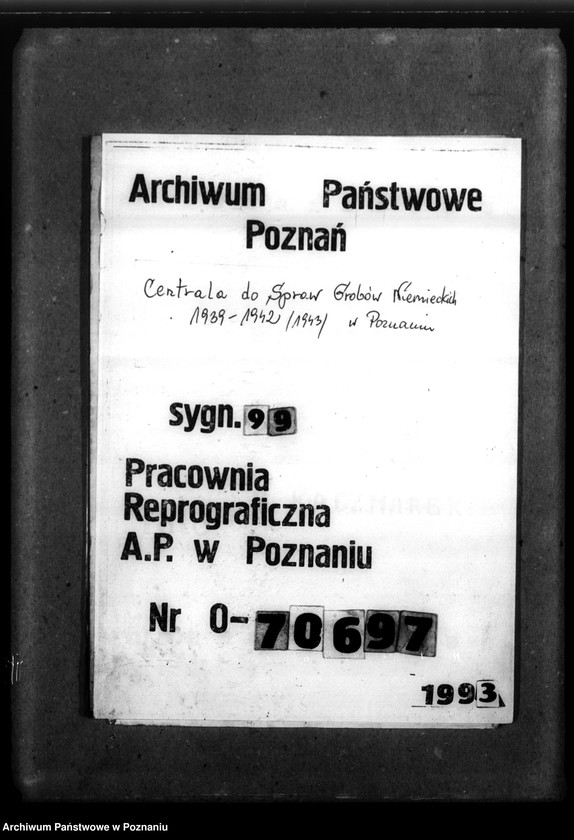 Archiwum Państwowe
Poznań
Centrala do Spraw Grobów Niemieckich
1939-1942 /1943/ w Poznaniu
sygn. 99
Pracownia
Reprograficzna
A.P. w Poznaniu
Nr O-70697
1993
Archiwum Państwowe w Poznaniu